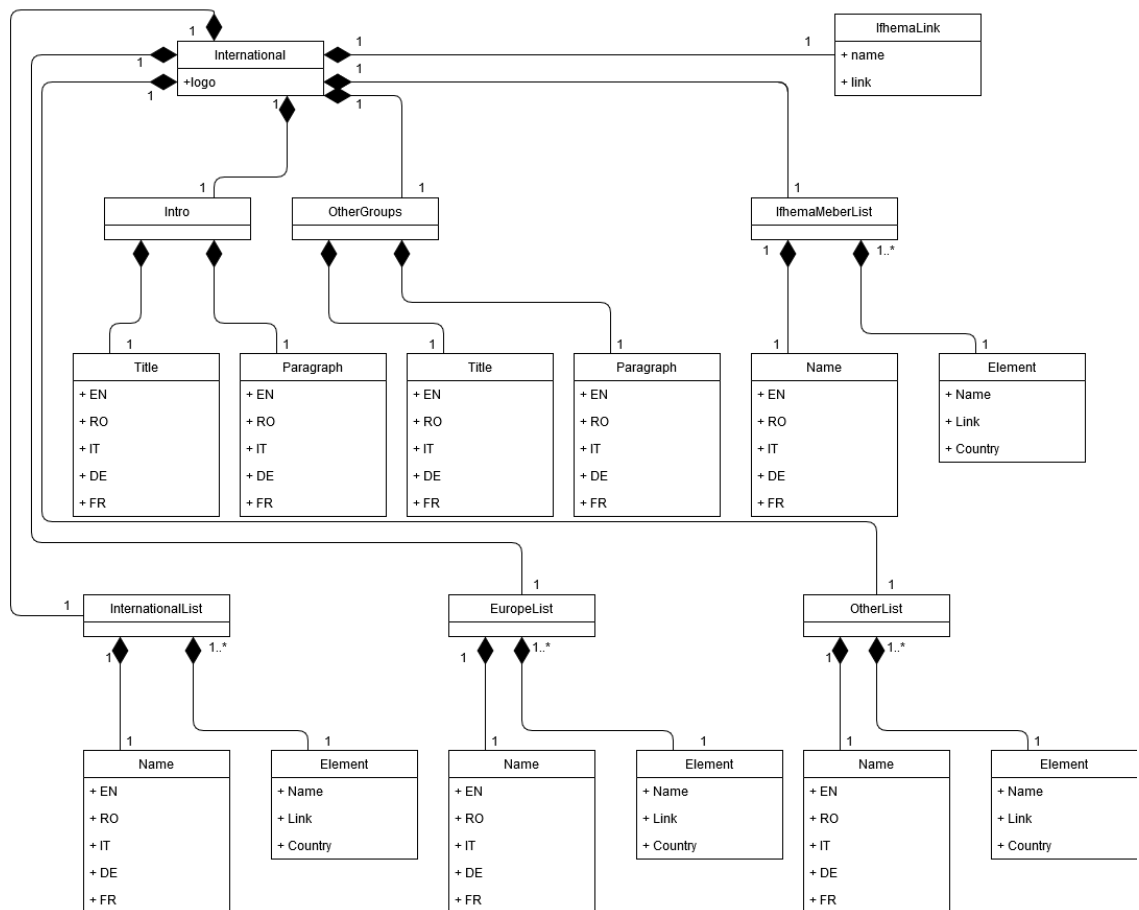 1
IfhemaLink
1
1
International
1
+ name
1
1
+logo
1
1
1
+ link
1
1
1
1
Intro
OtherGroups
IfhemaMeberList
1
1..*
1
1
1
1
1
1
Title
Paragraph
Title
Paragraph
Name
Element
+ EN
+ EN
+ EN
+ EN
+ EN
+ Name
+ RO
+ RO
+ RO
+ RO
+ RO
+ Link
+ IT
+ IT
+ IT
+ IT
+ IT
+ Country
+ DE
+ DE
+ DE
+ DE
+ DE
+ FR
+ FR
+ FR
+ FR
+ FR
1
1
1
InternationalList
EuropeList
OtherList
1
1..*
1
1..*
1
1..*
1
1
1
1
1
1
Name
Element
Name
Element
Name
Element
+ EN
+ Name
+ EN
+ Name
+ EN
+ Name
+ RO
+ Link
+ RO
+ Link
+ RO
+ Link
+ IT
+ Country
+ IT
+ Country
+ IT
+ Country
+ DE
+ DE
+ DE
+ FR
+ FR
+ FR